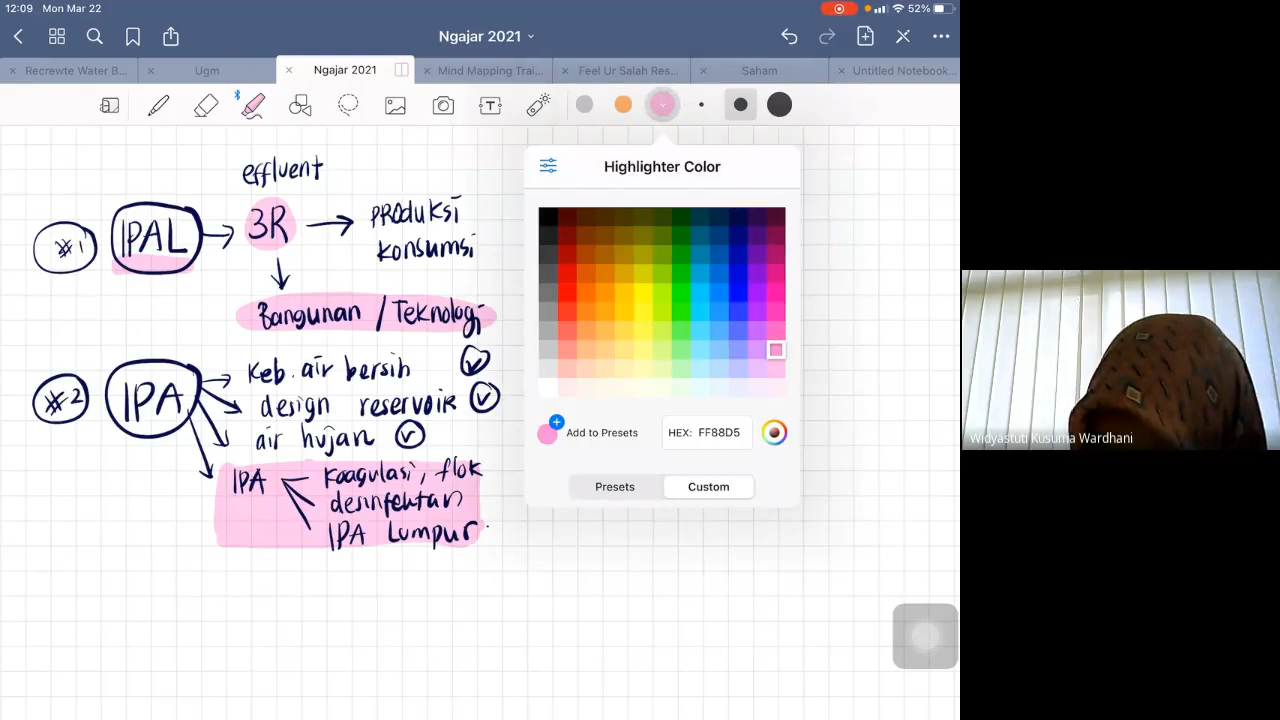 12:09 Mon Mar 22
52%
Ngajar 2021
Recrewte Water B...
Ugm
Ngajar 2021
Mind Mapping Trai...
Feel Ur Salah Res...
Saham
Untitled Notebook...
T
Highlighter Color
Add to Presets
HEX: FF88D5
Presets
Custom
effluent
#1
IPAL
3R
PRODUKSI
KONSUMSI
Bangunan / Teknologi
#2
IPA
Keb. air bersih
design reservoir
air hujan
IPA
Koagulasi, flok
desinfektan
IPA Lumpur
Widyastuti Kusuma Wardhani